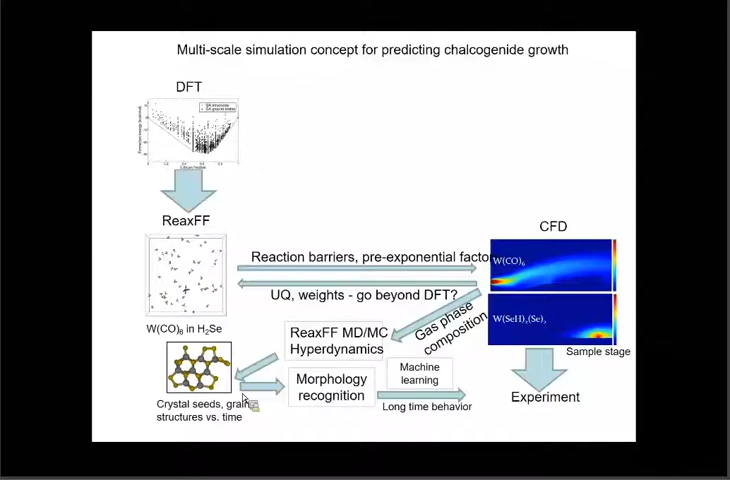 Multi-scale simulation concept for predicting chalcogenide growth
DFT
ReaxFF
W(CO)6 in H2Se
CFD
Reaction barriers, pre-exponential facto
UQ, weights - go beyond DFT?
W(CO)6
Sample stage
Gas phase
composition
ReaxFF MD/MC
Hyperdynamics
Crystal seeds, grain
structures vs. time
Morphology
recognition
Machine
learning
Long time behavior
Experiment